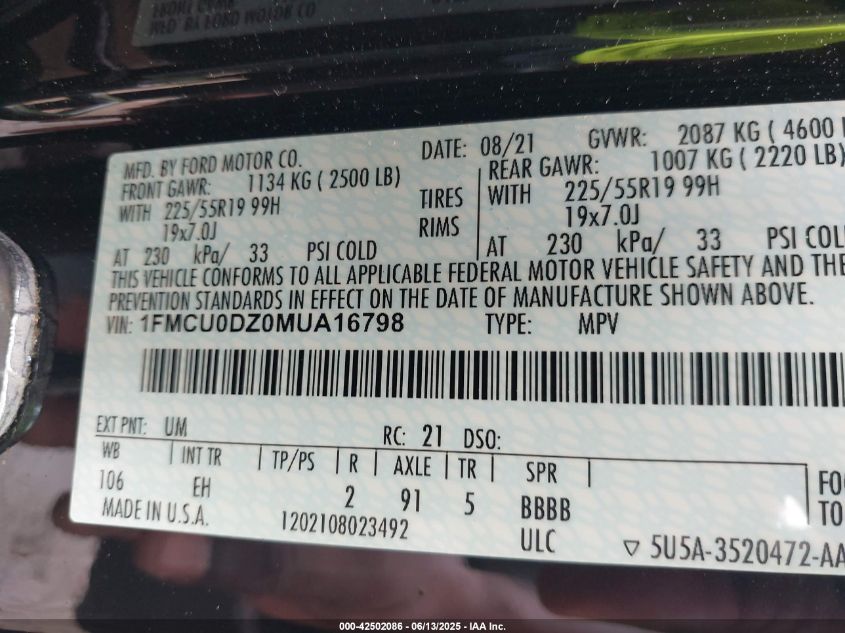 MFD. BY FORD MOTOR CO. DATE: 08/21 GVWR: 2087 KG ( 4600
FRONT GAWR: 1134 KG ( 2500 LB) REAR GAWR: 1007 KG ( 2220 LB)
WITH 225/55R19 99H TIRES WITH 225/55R19 99H
19x7.0J RIMS 19x7.0J
AT 230 kPa/ 33 PSI COLD AT 230 kPa/ 33 PSI COL
THIS VEHICLE CONFORMS TO ALL APPLICABLE FEDERAL MOTOR VEHICLE SAFETY AND THE
PREVENTION STANDARDS IN EFFECT ON THE DATE OF MANUFACTURE SHOWN ABOVE.
VIN: 1FMCU0DZ0MUA16798 TYPE: MPV
EXT PNT: UM RC: 21 DSO:
WB INT TR TP/PS R AXLE TR SPR
106 EH 2 91 5 BBBB
MADE IN U.S.A. 1202108023492 ULC
FO
TO
▽ 5U5A-3520472-AA
000-42502086 - 06/13/2025 - IAA Inc.